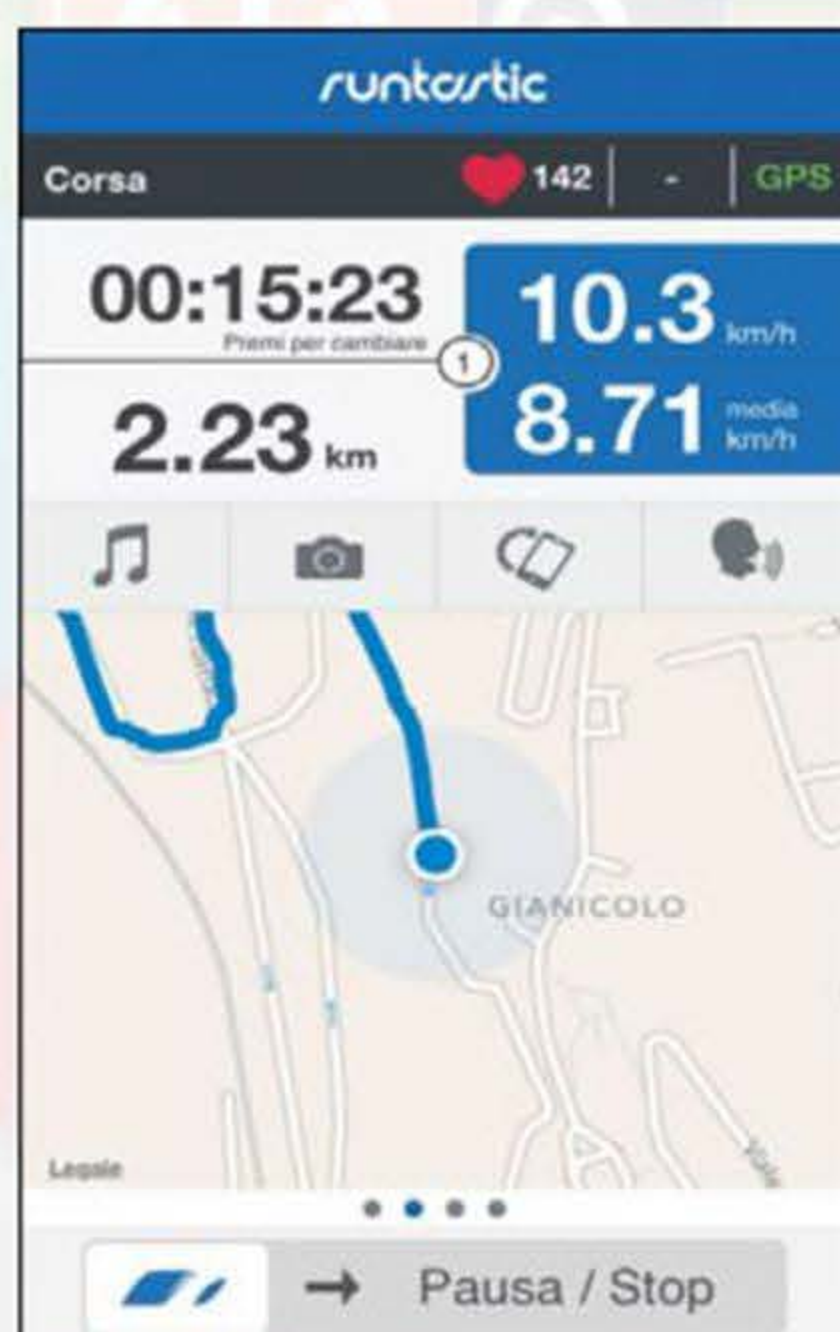 runtastic
Corsa 142 - GPS
00:15:23
Premi per cambiare
10.3 km/h
1
2.23 km
8.71 media km/h
GIANICOLO
Viale
Legale
→ Pausa / Stop